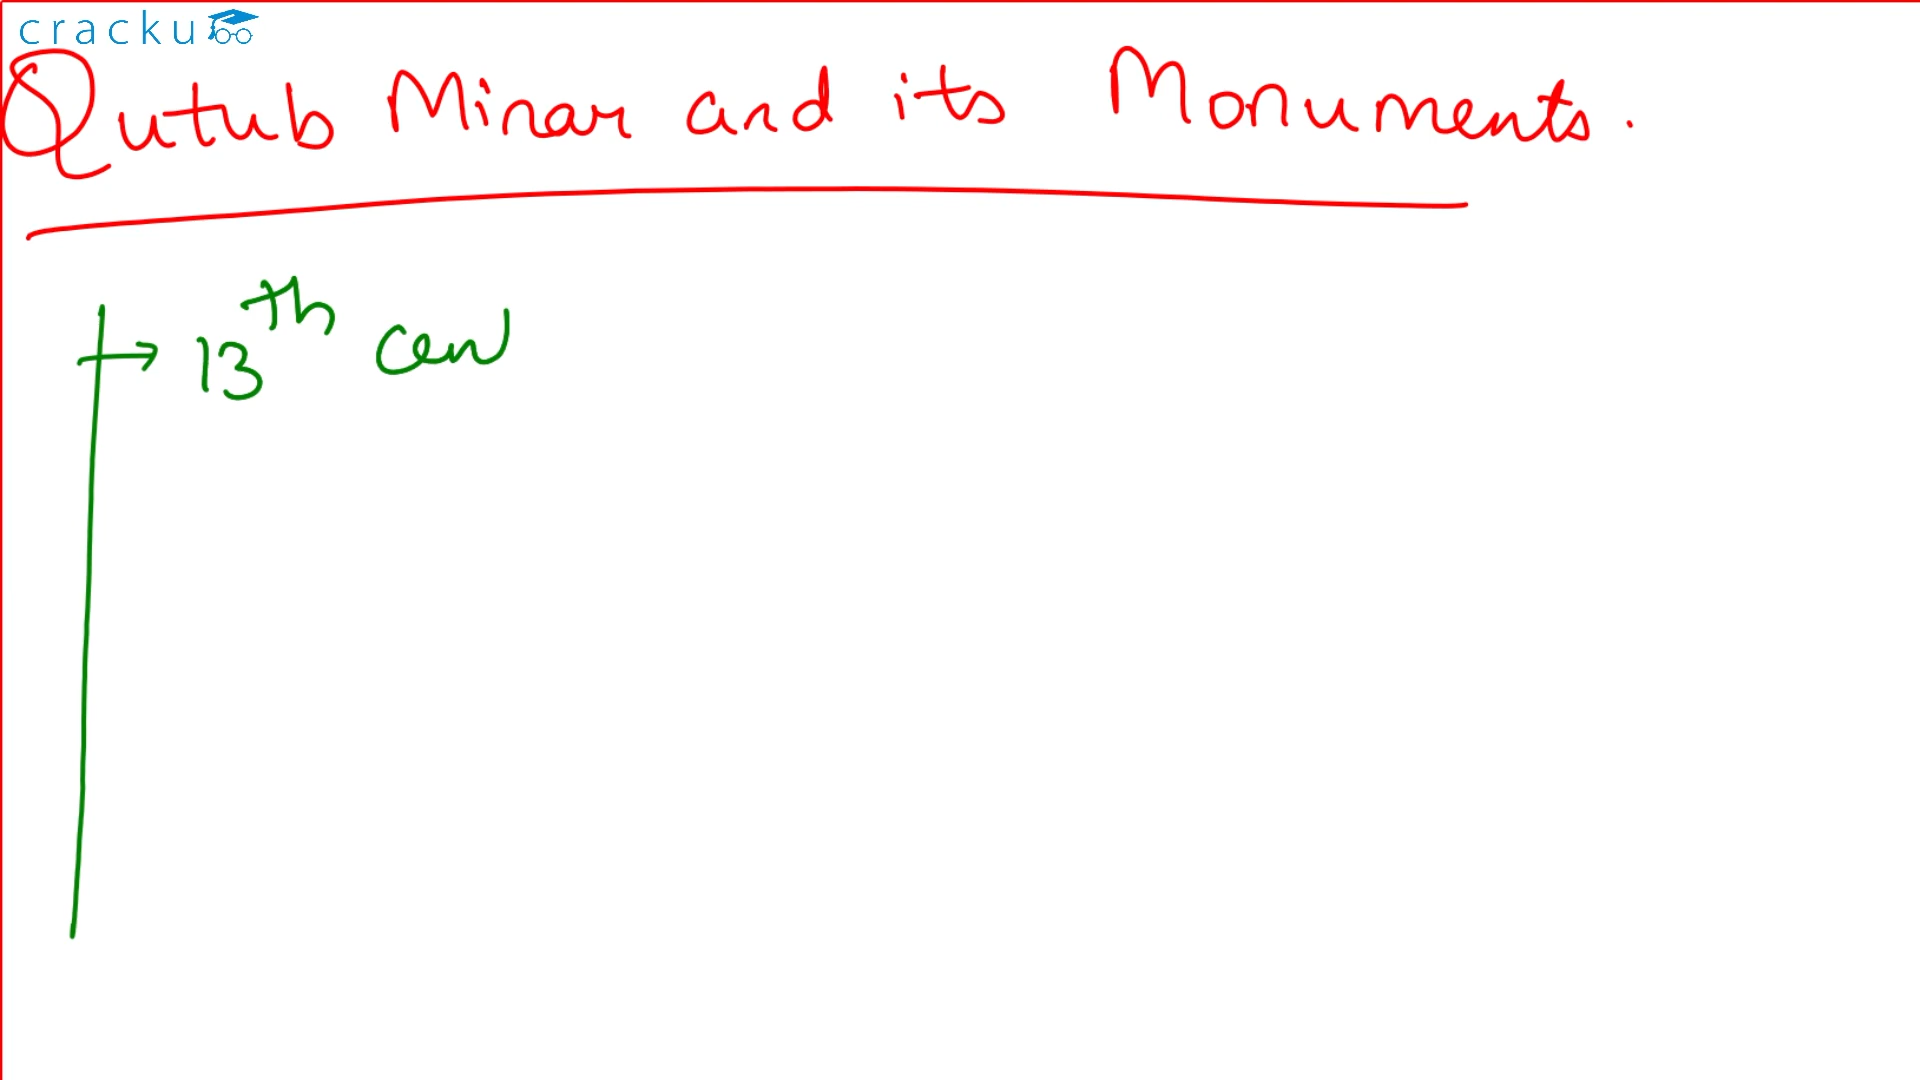 cracku
Qutub Minar and its Monuments.
→ 13th cen